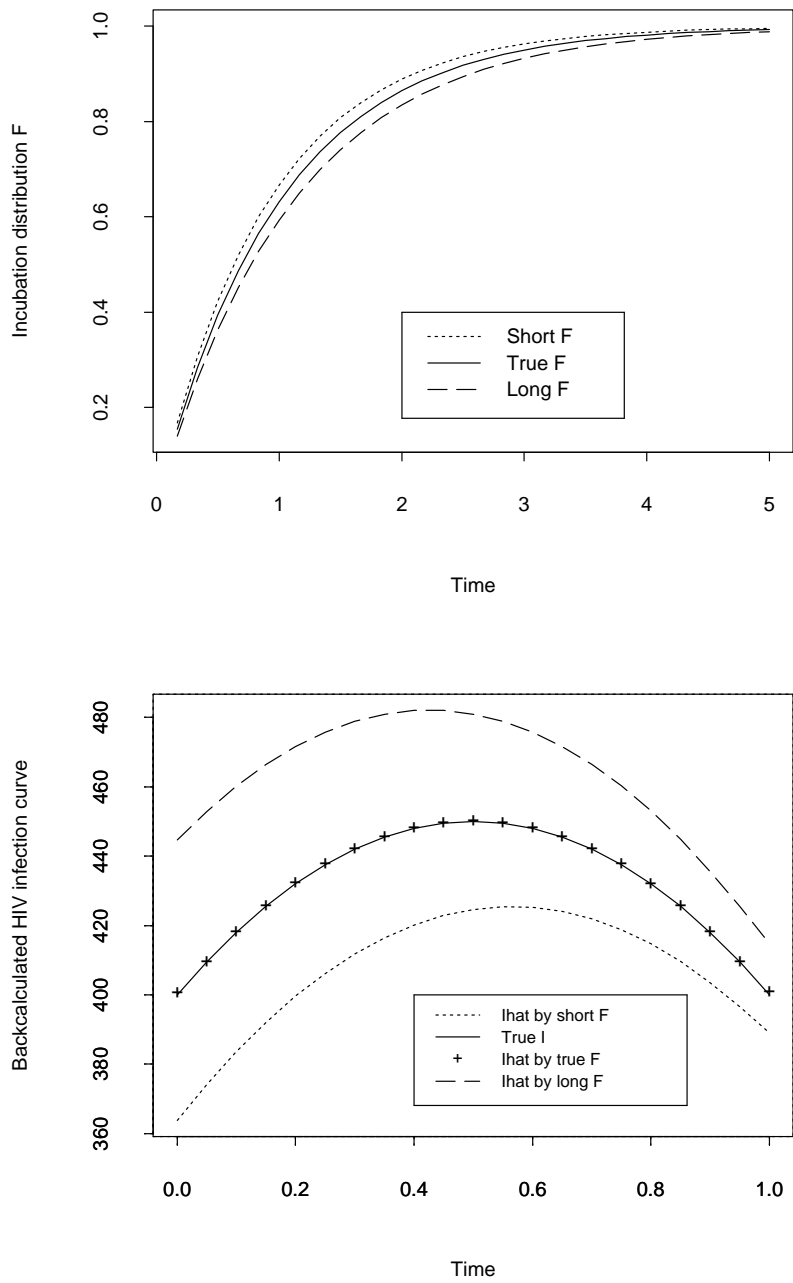 Incubation distribution F
1.0
0.8
0.6
0.4
0.2
Short F
True F
Long F
0 1 2 3 4 5
Time
Backcalculated HIV infection curve
480
460
440
420
400
380
360
Ihat by short F
True I
Ihat by true F
Ihat by long F
0.0 0.2 0.4 0.6 0.8 1.0
Time